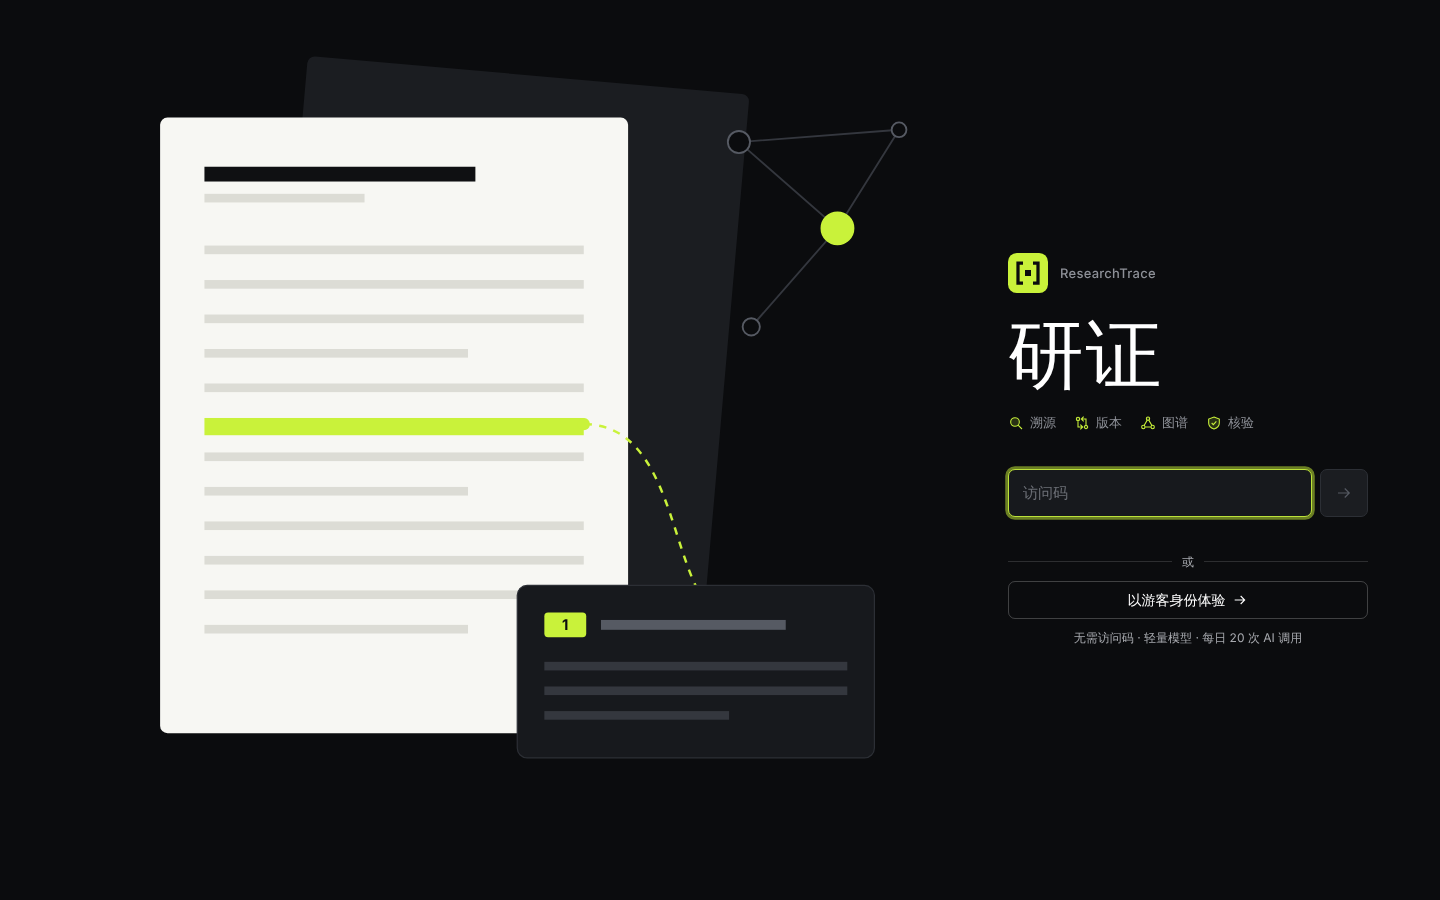 1
ResearchTrace
研证
溯源 版本 图谱 核验
访问码
或
以游客身份体验 →
无需访问码 · 轻量模型 · 每日 20 次 AI 调用